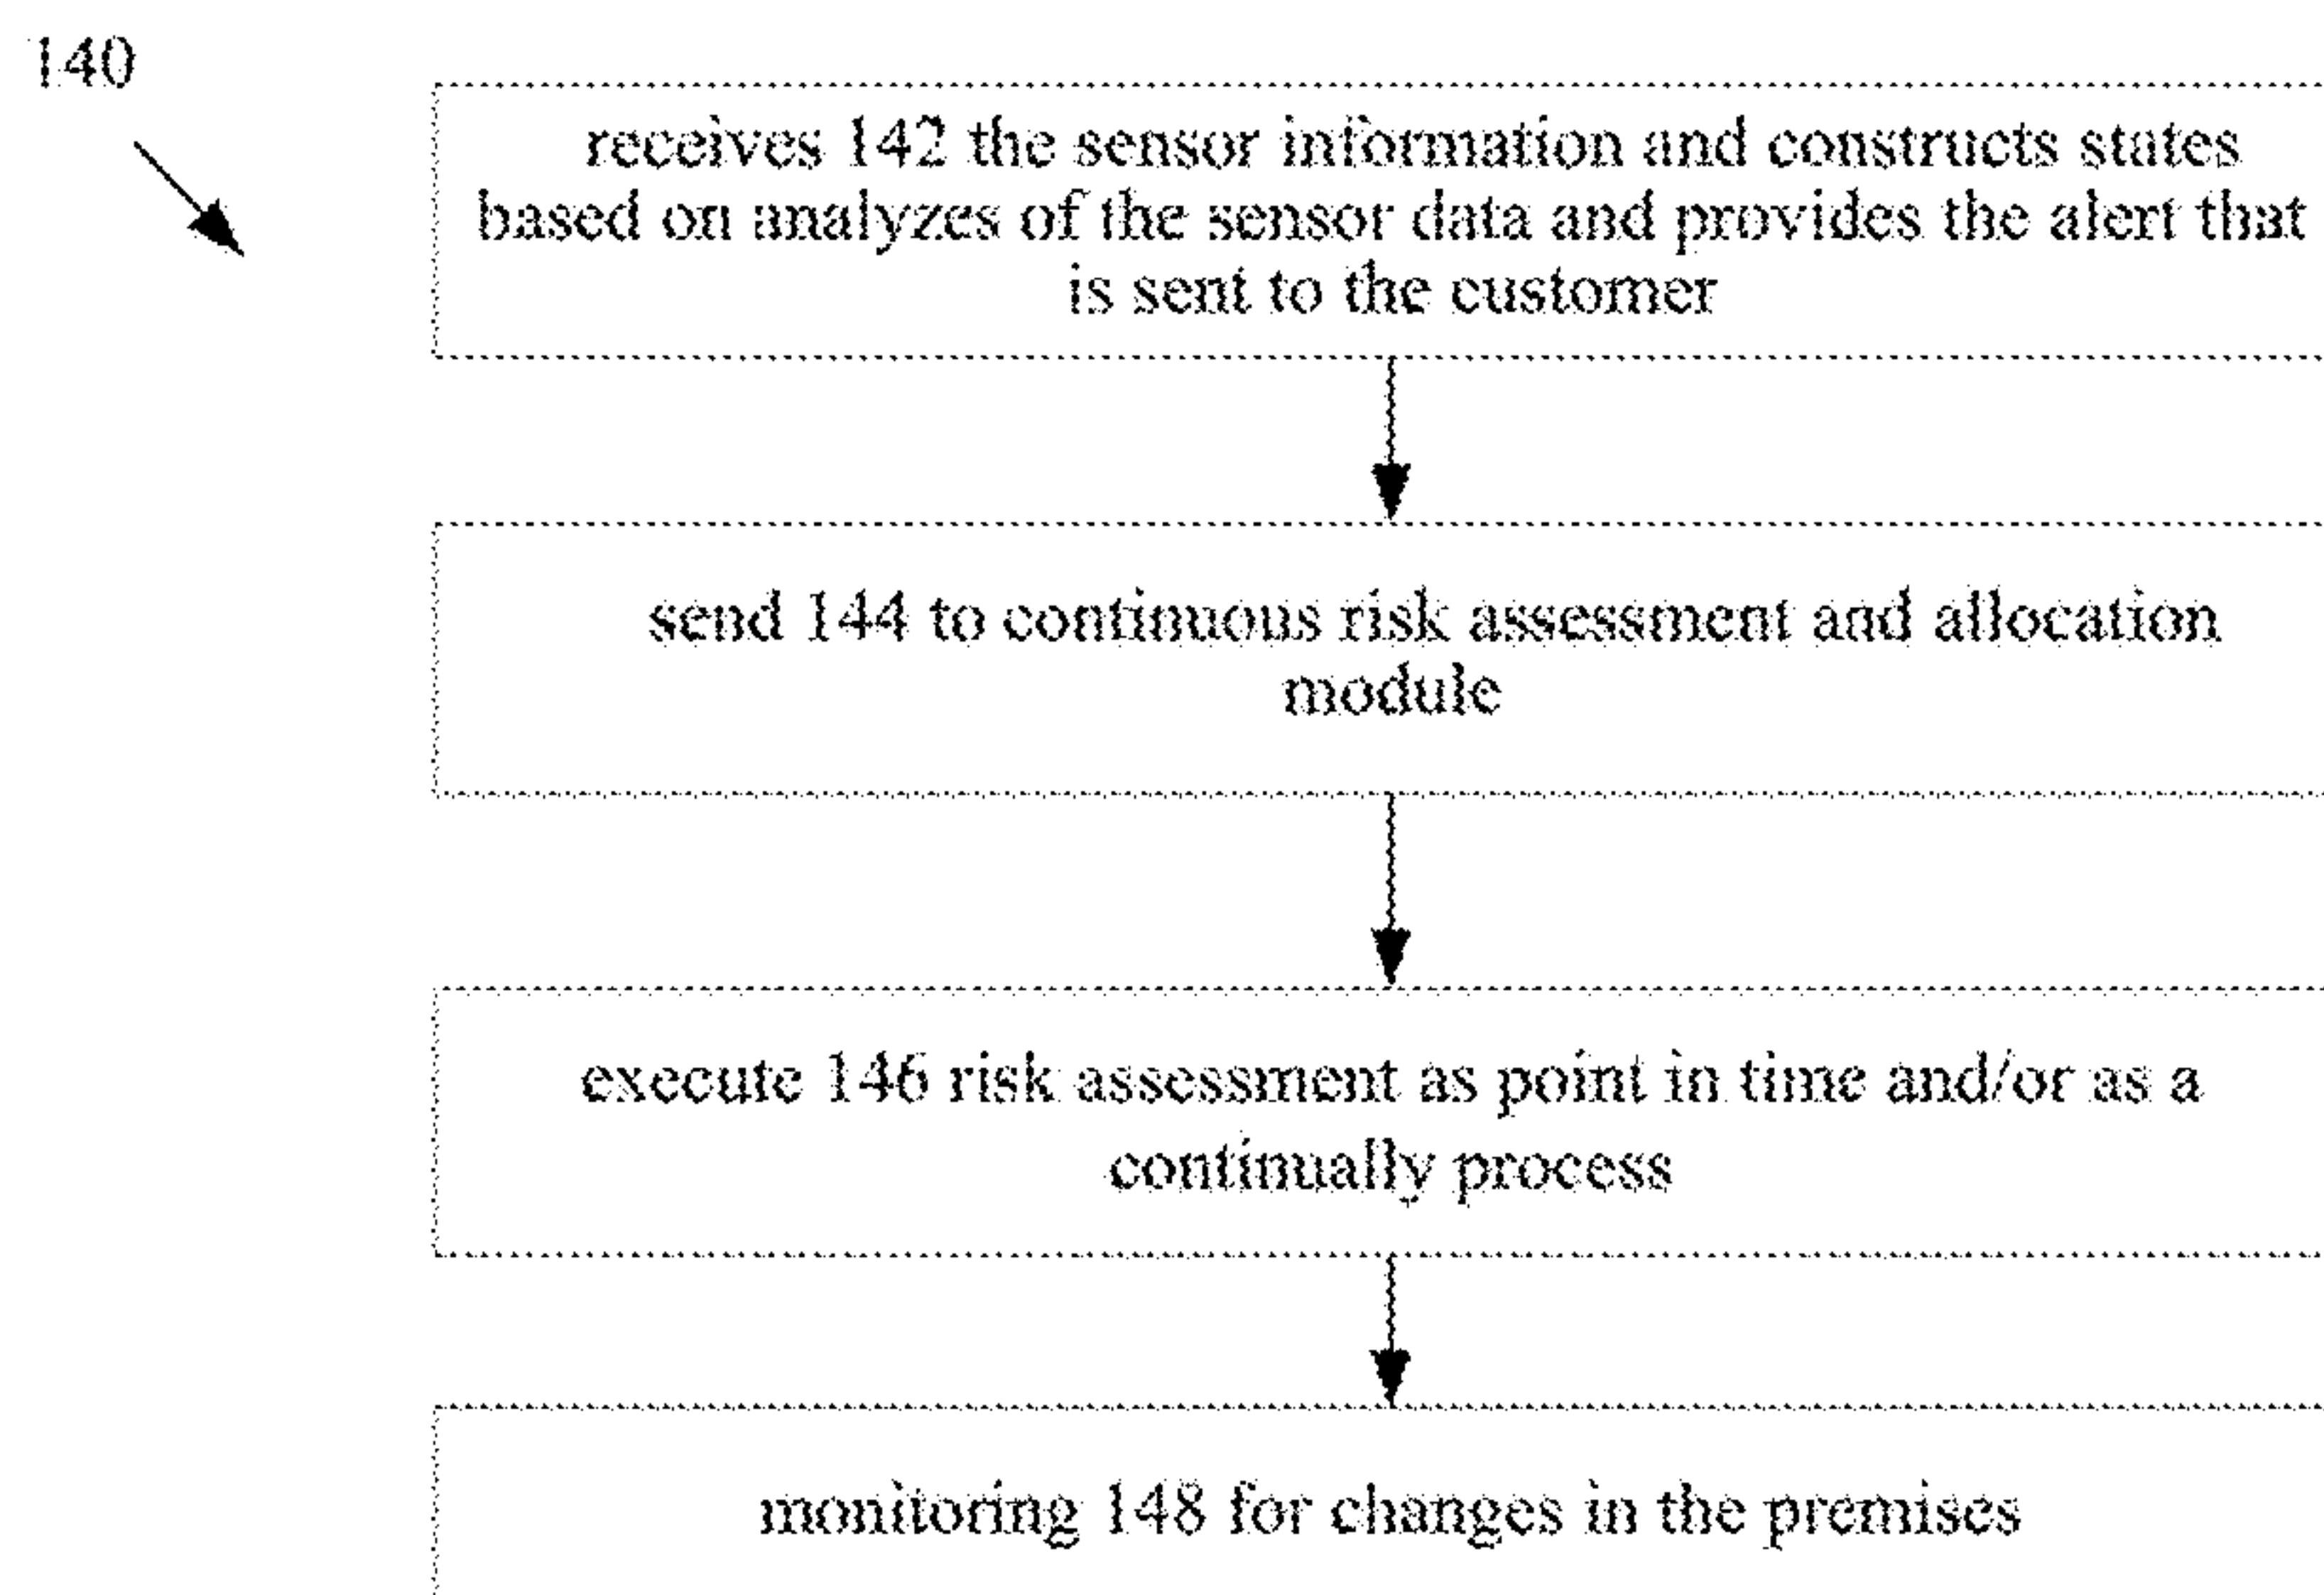 140
receives 142 the sensor information and constructs states
based on analyzes of the sensor data and provides the alert that
is sent to the customer
send 144 to continuous risk assessment and allocation
module
execute 146 risk assessment as point in time and/or as a
continually process
monitoring 148 for changes in the premises